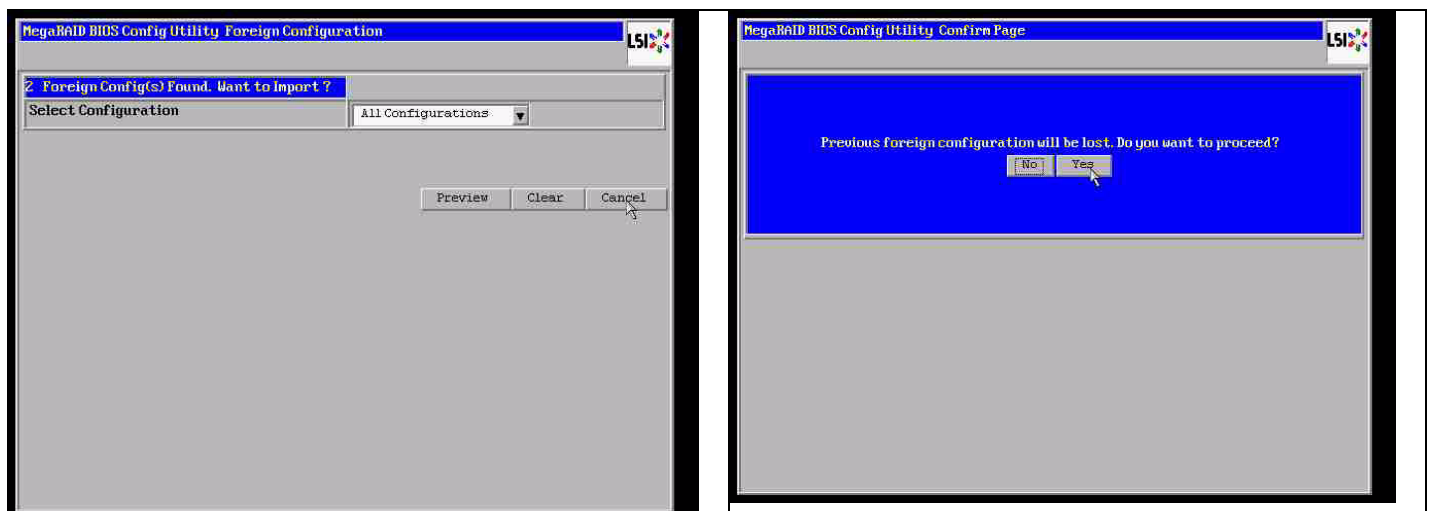 MegaRAID BIOS Config Utility Foreign Configuration
LSI
2 Foreign Config(s) Found. Want to Import ?
Select Configuration
All Configurations
Preview
Clear
Cancel
MegaRAID BIOS Config Utility Confirm Page
LSI
Previous foreign configuration will be lost. Do you want to proceed?
No
Yes